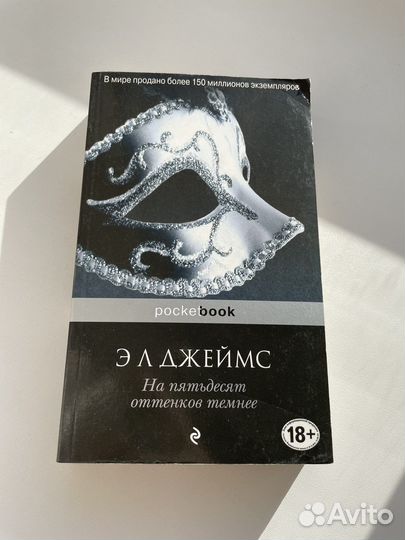 В мире продано более 150 миллионов экземпляров
pocketbook
Э Л ДЖЕЙМС
На пятьдесят
оттенков темнее
18+
Avito